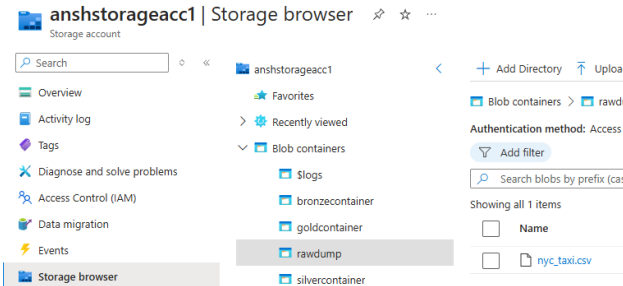 anshstorageacc1 | Storage browser
Storage account
Search
Overview
Activity log
Tags
Diagnose and solve problems
Access Control (IAM)
Data migration
Events
Storage browser
anshstorageacc1
Favorites
Recently viewed
Blob containers
$logs
bronzecontainer
goldcontainer
rawdump
silvercontainer
Add Directory
Blob containers >
Authentication method: Access
Add filter
Search blobs by prefix
Showing all 1 items
Name
nyc_taxi.csv